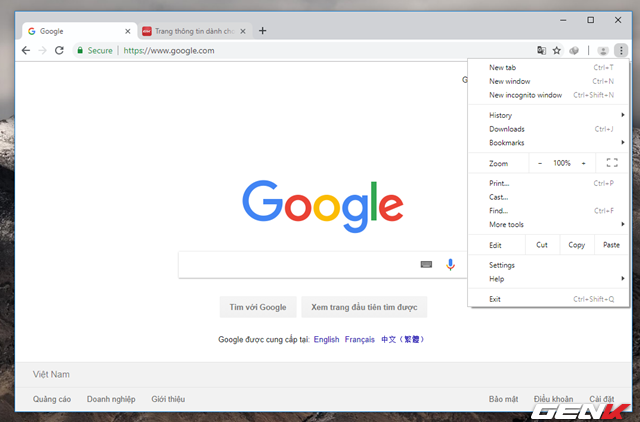 Google
Trang thông tin dành ch
Secure https://www.google.com
G
New tab Ctrl+T
New window Ctrl+N
New incognito window Ctrl+Shift+N
History
Downloads Ctrl+J
Bookmarks
Zoom − 100% +
Print... Ctrl+P
Cast...
Find... Ctrl+F
More tools
Edit Cut Copy Paste
Settings
Help
Exit Ctrl+Shift+Q
Google
Tìm với Google Xem trang đầu tiên tìm được
Google được cung cấp tại: English Français 中文（繁體）
Việt Nam
Quảng cáo Doanh nghiệp Giới thiệu Bảo mật Điều khoản Cài đặt
GENK